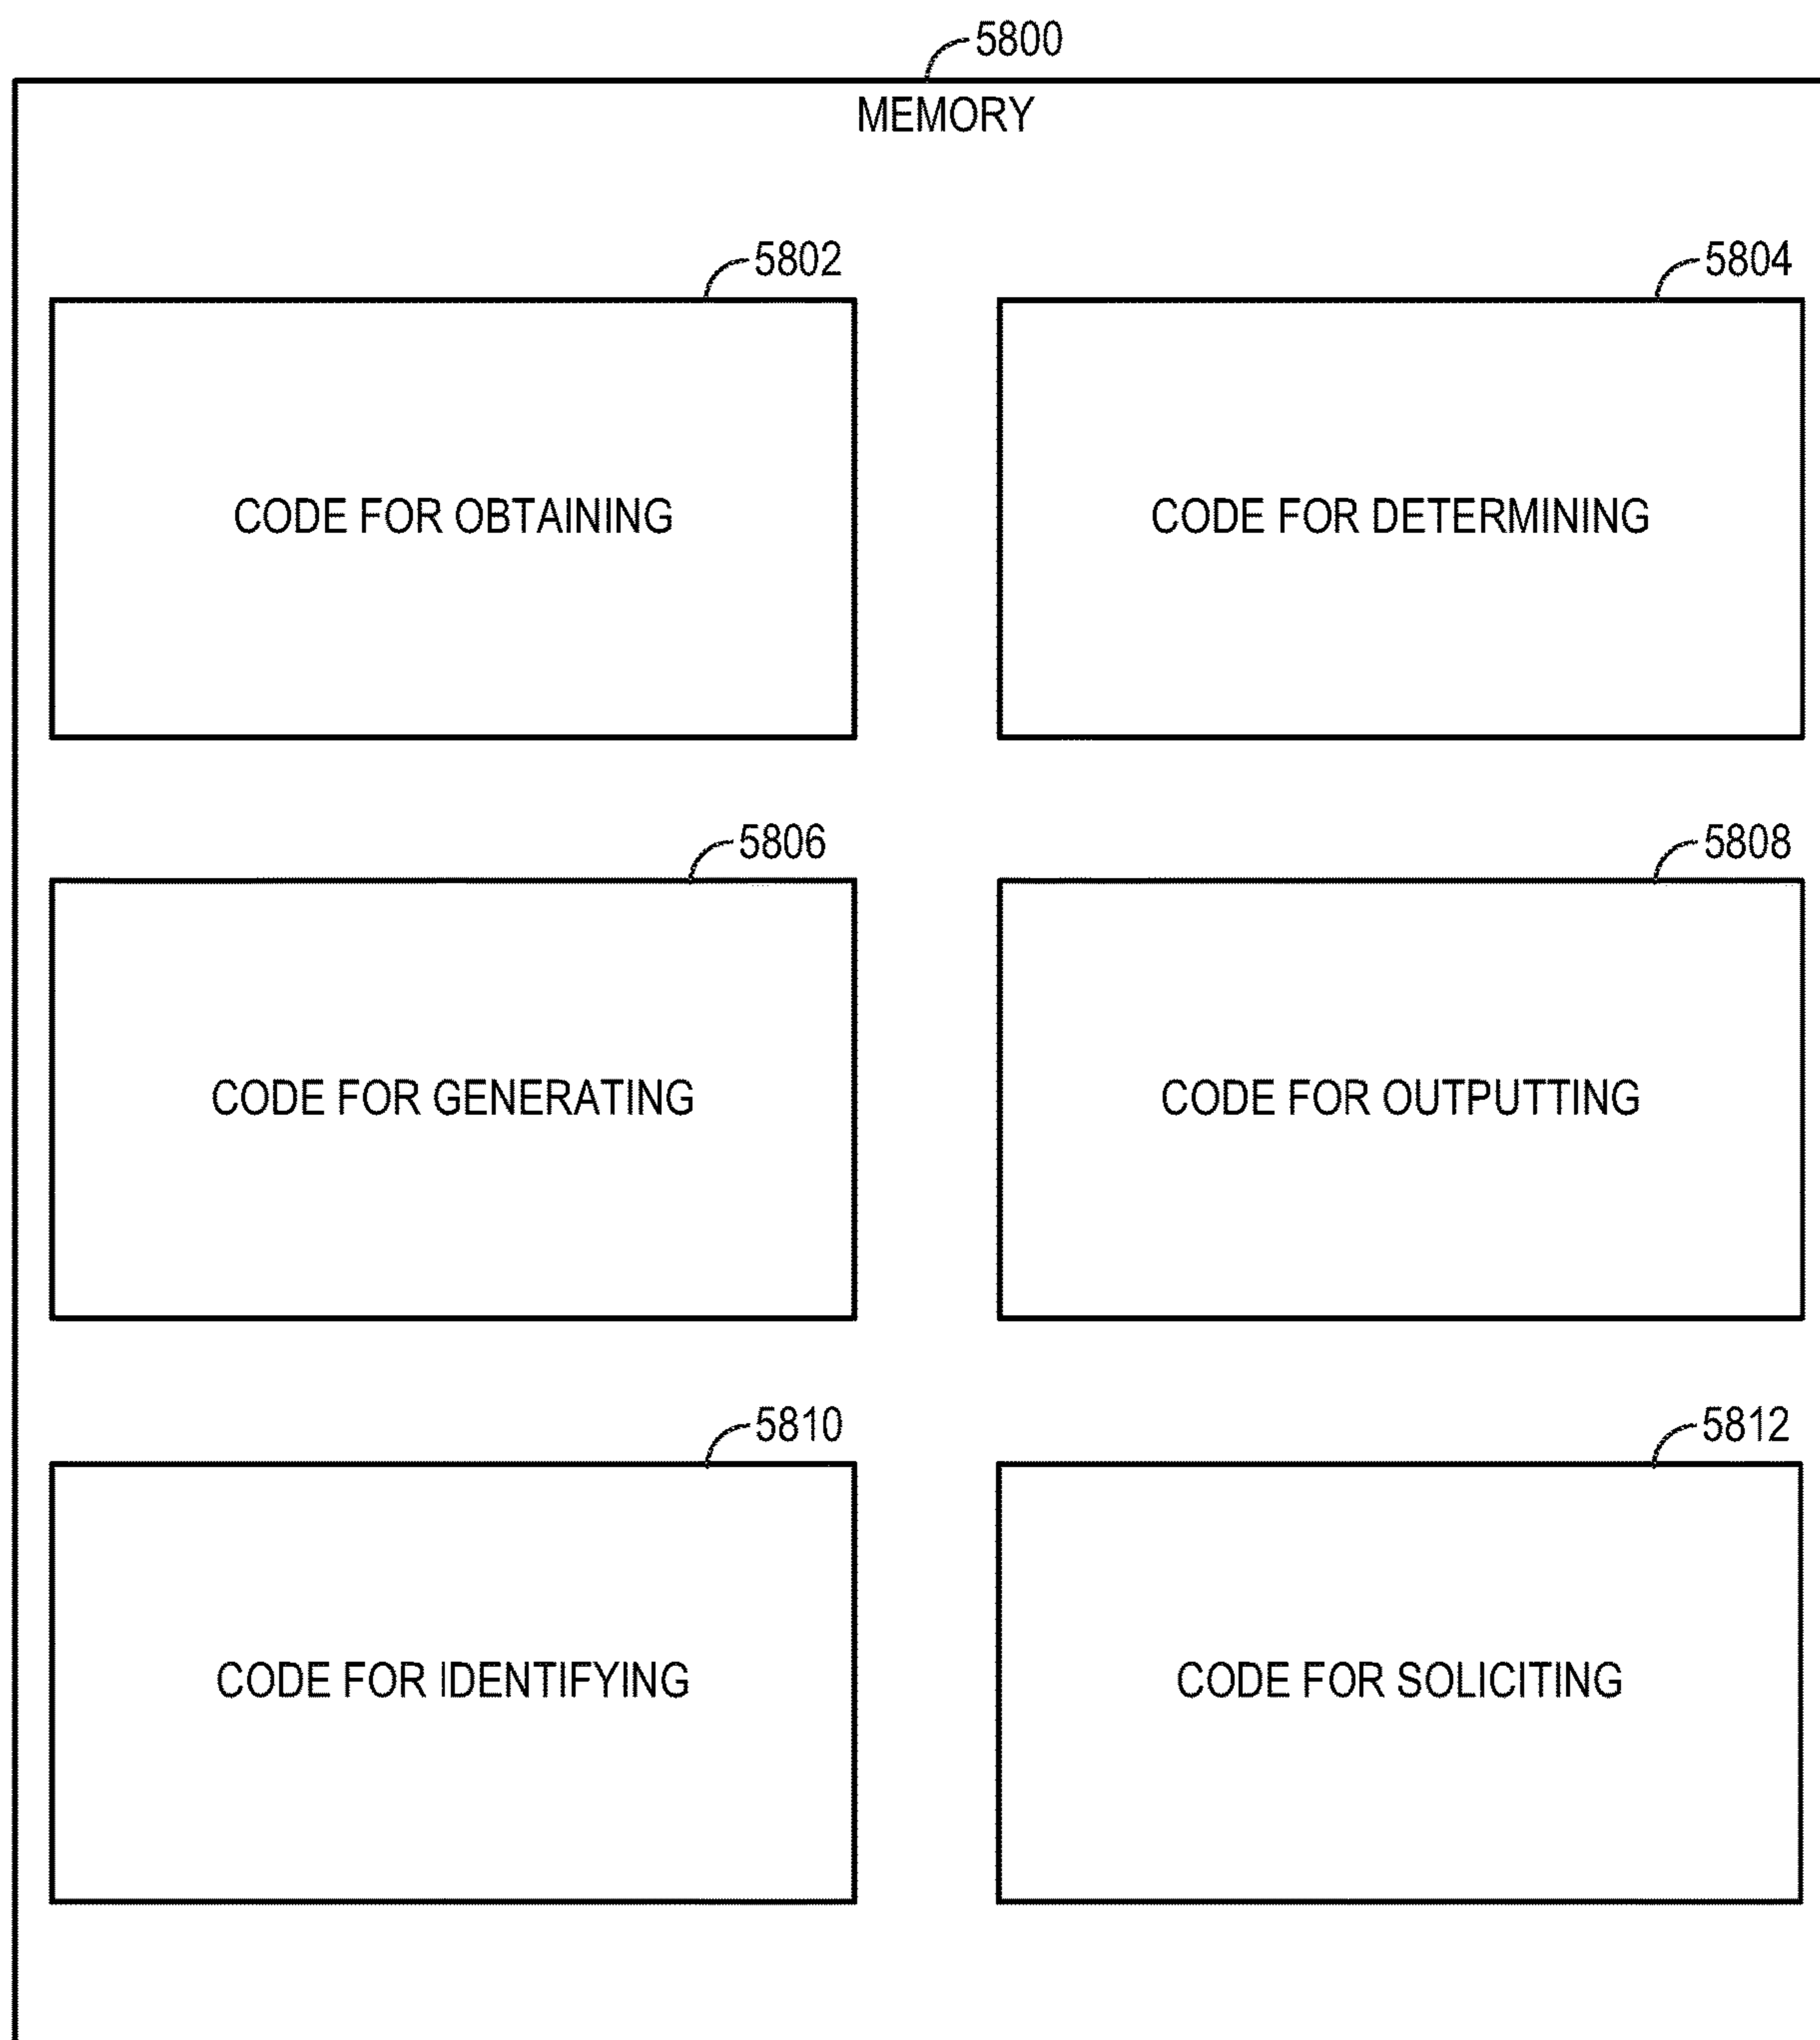 5800
MEMORY
5802
5804
CODE FOR OBTAINING
CODE FOR DETERMINING
5806
5808
CODE FOR GENERATING
CODE FOR OUTPUTTING
5810
5812
CODE FOR IDENTIFYING
CODE FOR SOLICITING